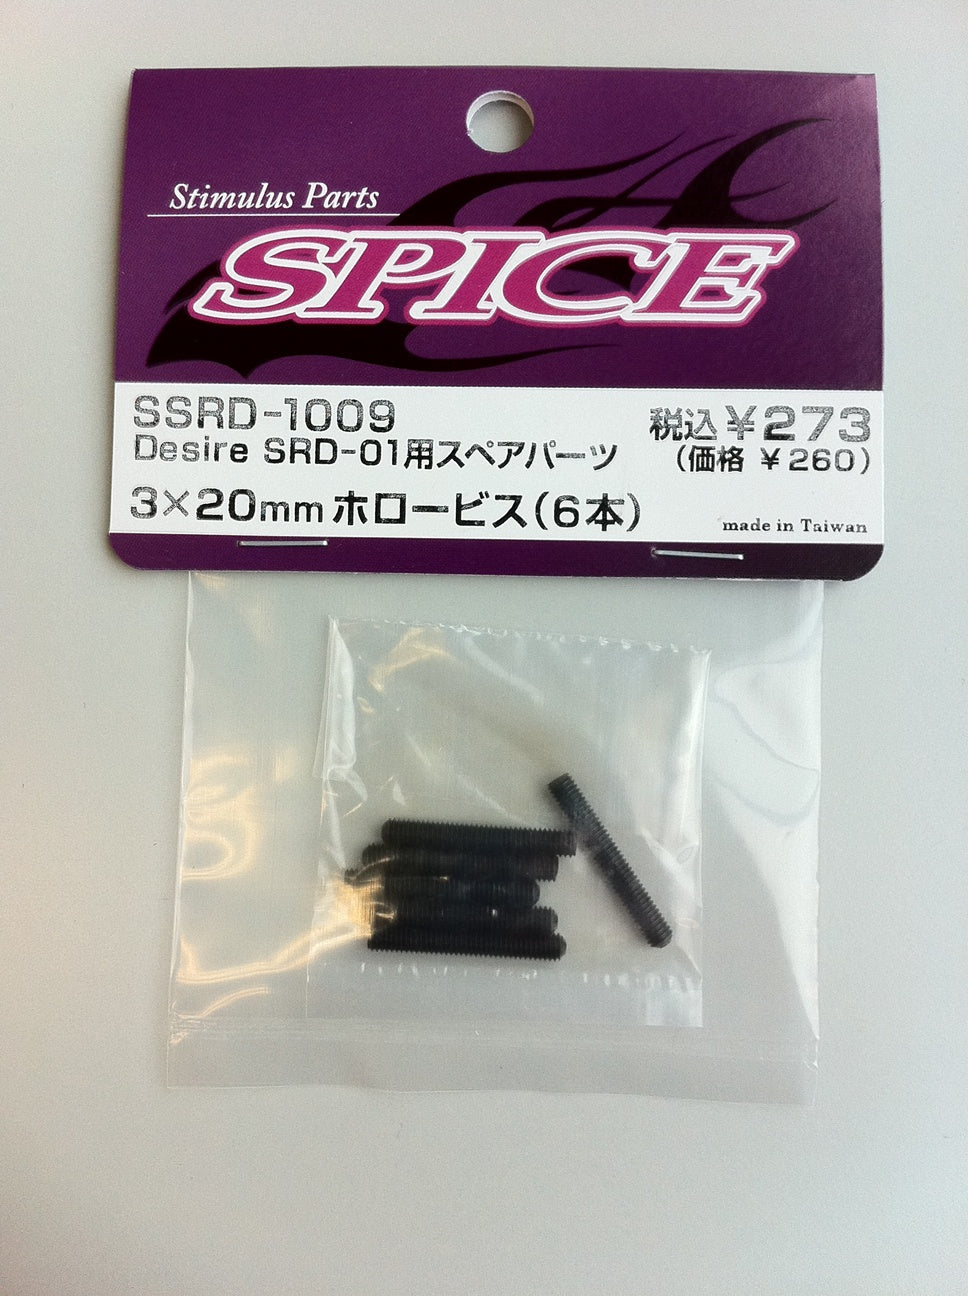 Stimulus Parts
SPICE
SSRD-1009
Desire SRD-01用スペアパーツ
3×20mmホロービス(6本)
税込¥273
(価格 ¥260)
made in Taiwan